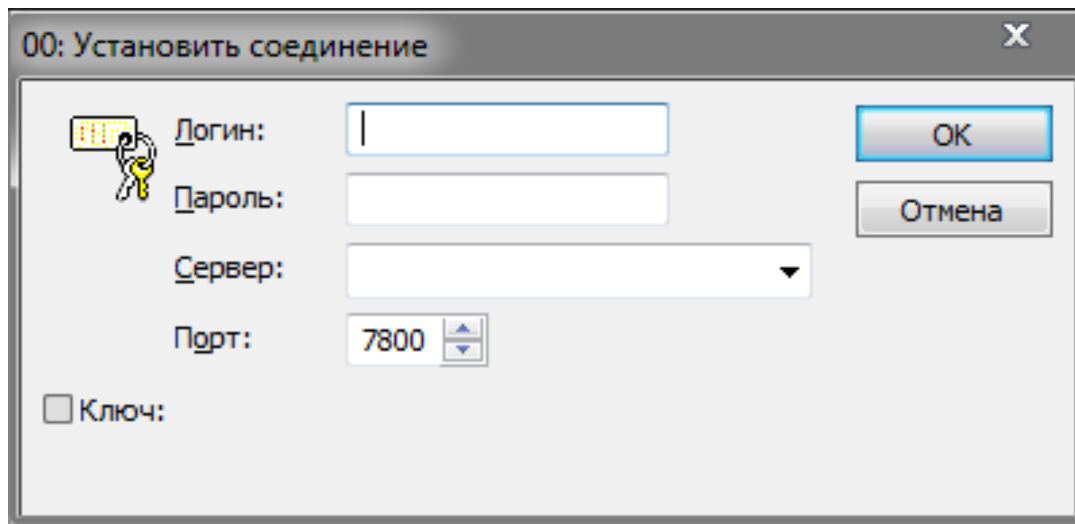 00: Установить соединение
Логин:
OK
Пароль:
Отмена
Сервер:
Порт:
7800
Ключ: